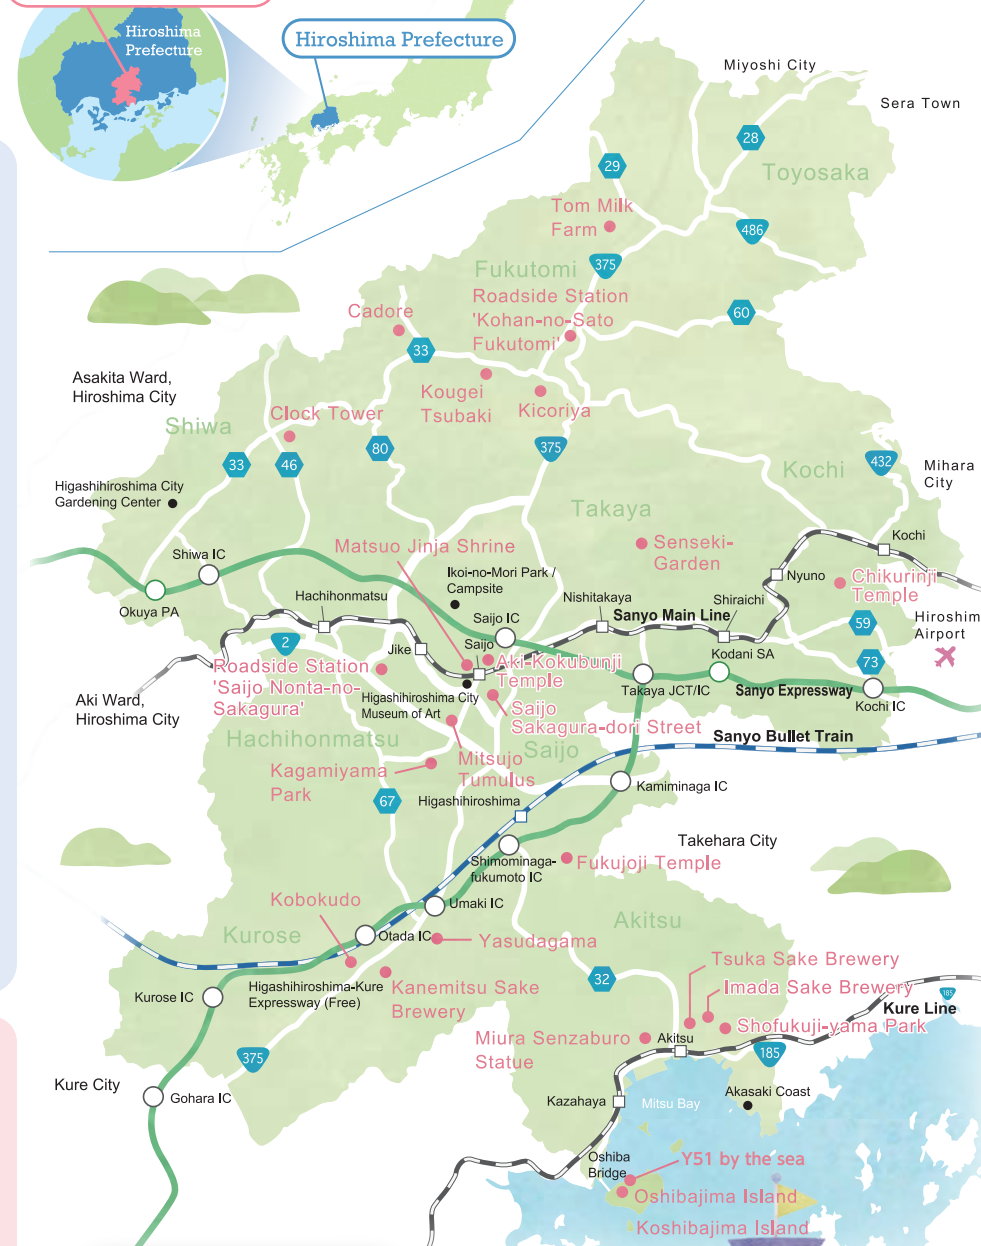 Hiroshima
Prefecture
Hiroshima Prefecture
Miyoshi City
Sera Town
28
29
Toyosaka
Tom Milk
Farm
486
Fukutomi
375
Roadside Station
'Kohan-no-Sato
Fukutomi'
60
Cadore
33
Asakita Ward,
Hiroshima City
Kougei
Tsubaki
Kicoriya
Shiwa
Clock Tower
80
375
33
46
Kochi
432
Mihara
City
Higashihiroshima City
Gardening Center
Takaya
Matsuo Jinja Shrine
Senseki-
Garden
Kochi
Shiwa IC
Ikoi-no-Mori Park /
Campsite
Nyuno
Chikurinji
Temple
Okuya PA
Hachihonmatsu
Nishitakaya
Sanyo Main Line
Shiraichi
Saijo IC
59
Hiroshim
Airport
2
Jike
Saijo
Kodani SA
73
Roadside Station
'Saijo Nonta-no-
Sakagura'
Aki-Kokubunji
Temple
Takaya JCT/IC
Sanyo Expressway
Kochi IC
Aki Ward,
Hiroshima City
Higashihiroshima City
Museum of Art
Saijo
Sakagura-dori Street
Hachihonmatsu
Saijo
Sanyo Bullet Train
Kagamiyama
Park
Mitsujo
Tumulus
Kamiminaga IC
67
Higashihiroshima
Takehara City
Shimominaga-
fukumoto IC
Fukujoji Temple
Kobokudo
Umaki IC
Akitsu
Kurose
Otada IC
Yasudagama
Tsuka Sake Brewery
32
Kurose IC
Higashihiroshima-Kure
Expressway (Free)
Kanemitsu Sake
Brewery
Imada Sake Brewery
185
Kure Line
Shofukuji-yama Park
Miura Senzaburo
Statue
Akitsu
375
185
Kure City
Gohara IC
Kazahaya
Mitsu Bay
Akasaki Coast
Oshiba
Bridge
Y51 by the sea
Oshibajima Island
Koshibajima Island